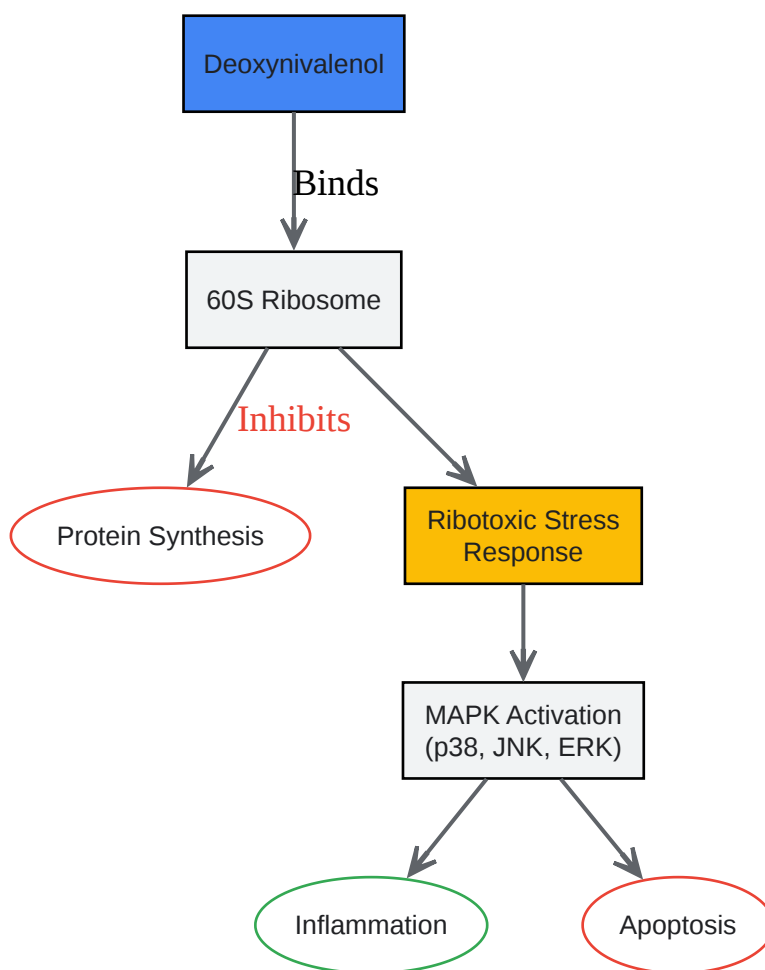 Deoxynivalenol
Binds
60S Ribosome
Inhibits
Protein Synthesis
Ribotoxic Stress
Response
MAPK Activation
(p38, JNK, ERK)
Inflammation
Apoptosis